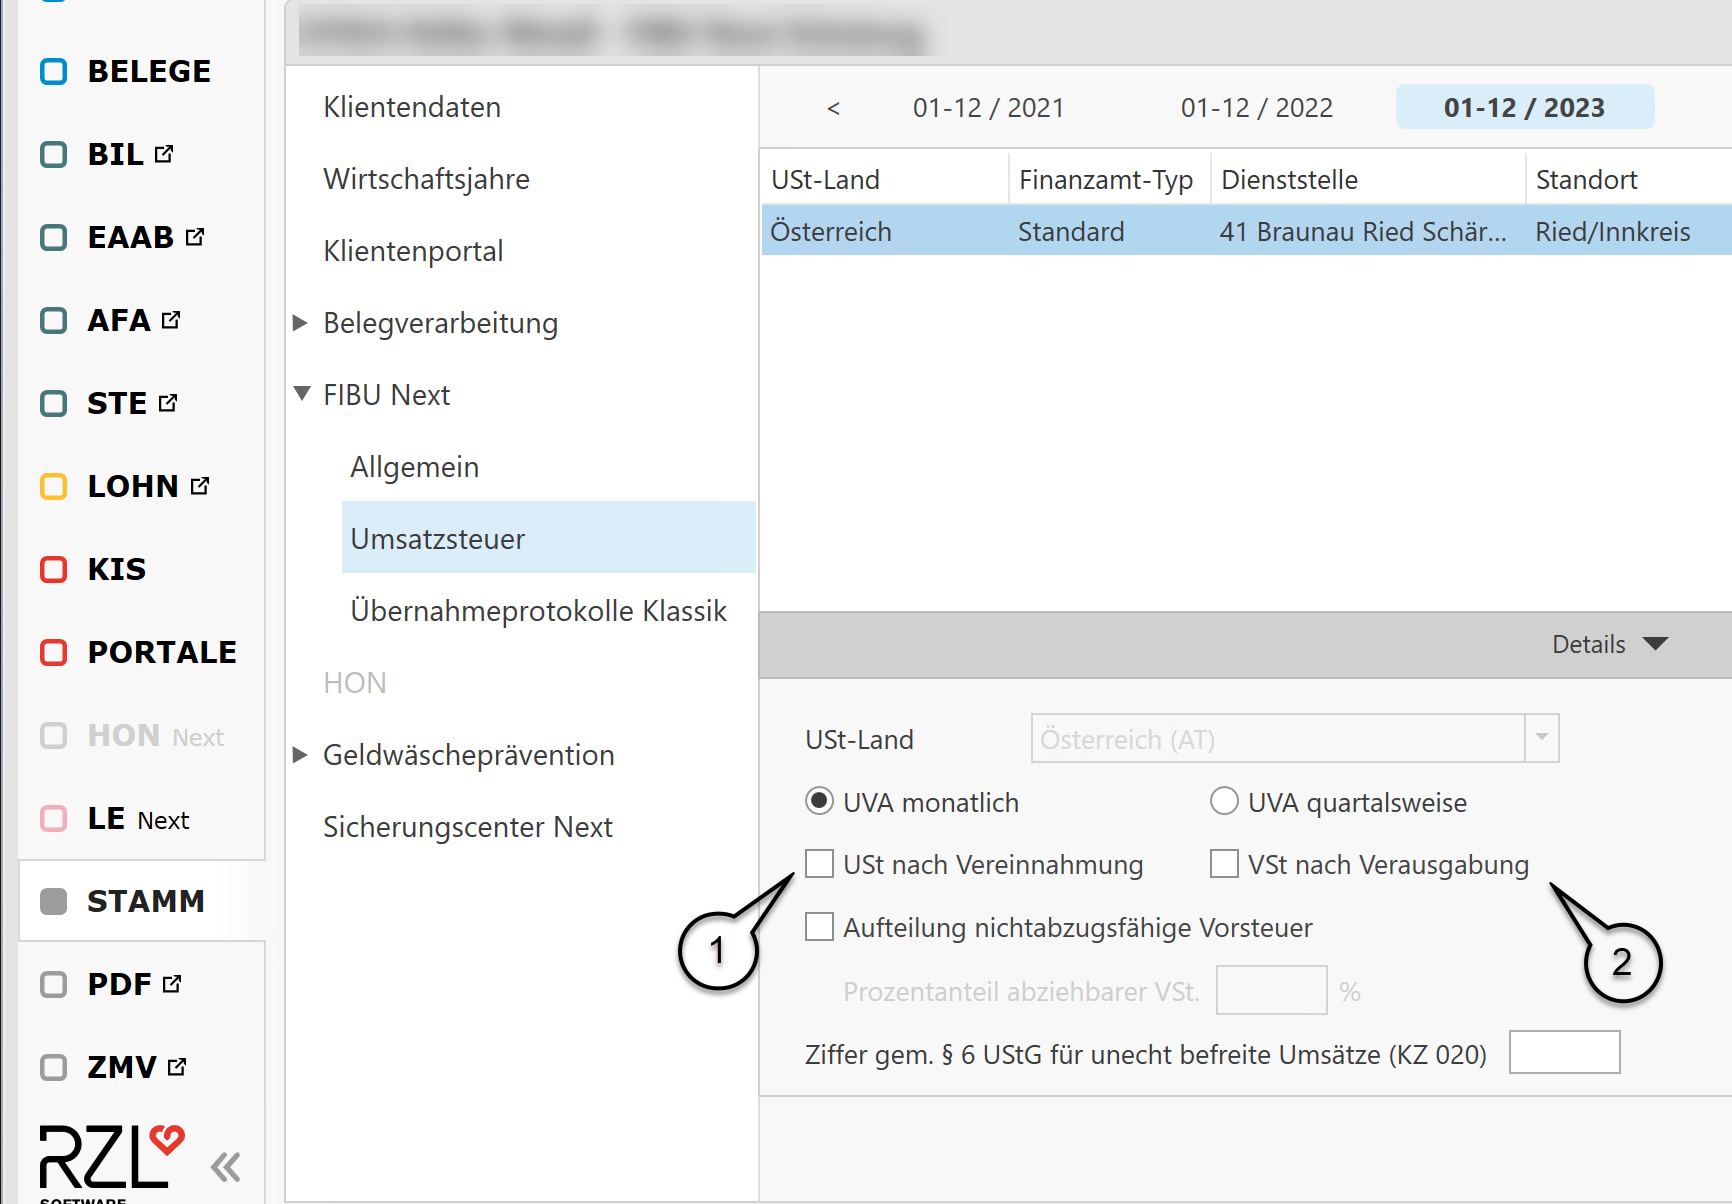 BELEGE
BIL
EAAB
AFA
STE
LOHN
KIS
PORTALE
HON Next
LE Next
STAMM
PDF
ZMV
RZL
SOFTWARE
Klientendaten
Wirtschaftsjahre
Klientenportal
Belegverarbeitung
FIBU Next
Allgemein
Umsatzsteuer
Übernahmeprotokolle Klassik
HON
Geldwäscheprävention
Sicherungscenter Next
< 01-12 / 2021 01-12 / 2022 01-12 / 2023
USt-Land Finanzamt-Typ Dienststelle Standort
Österreich Standard 41 Braunau Ried Schär... Ried/Innkreis
Details
USt-Land Österreich (AT)
UVA monatlich UVA quartalsweise
USt nach Vereinnahmung VSt nach Verausgabung
1
Aufteilung nichtabzugsfähige Vorsteuer
2
Prozentanteil abziehbarer VSt. %
Ziffer gem. § 6 UStG für unecht befreite Umsätze (KZ 020)